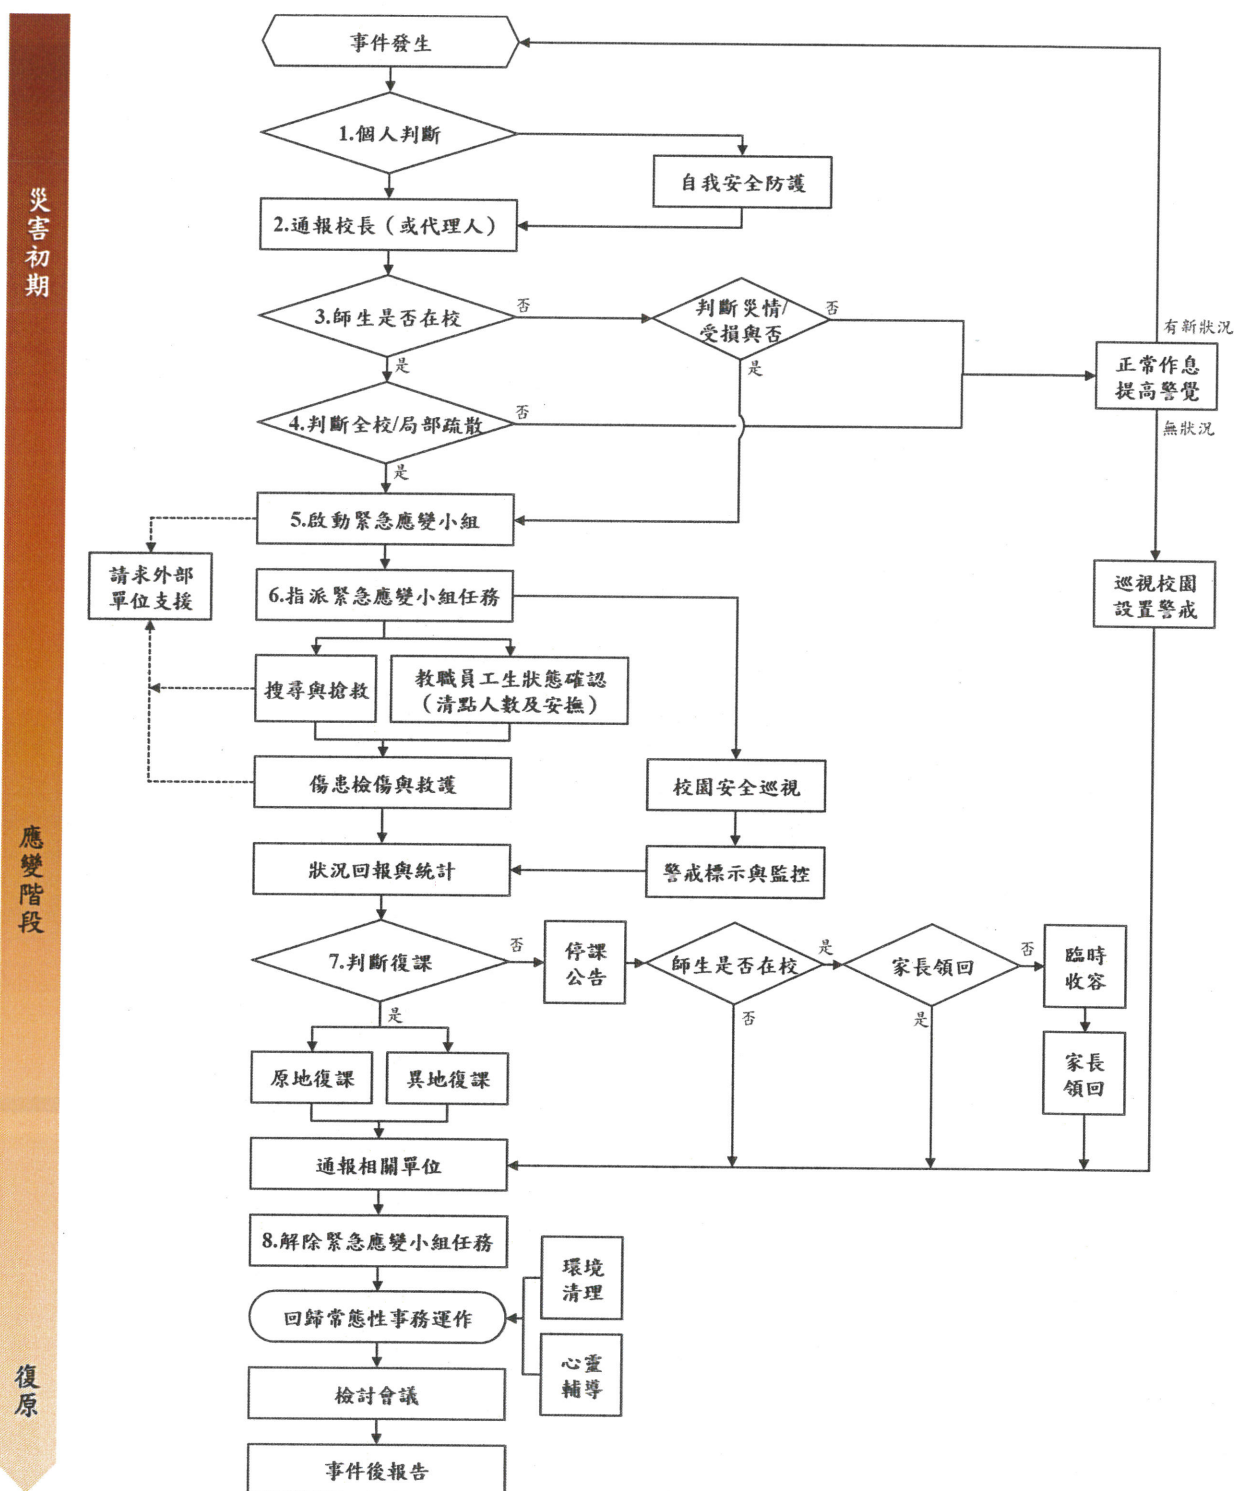 事件發生
1.個人判斷
自我安全防護
2.通報校長（或代理人）
災害初期
3.師生是否在校
否
判斷災情/
受損與否
否
是
是
有新狀況
正常作息
提高警覺
無狀況
4.判斷全校/局部疏散
否
是
5.啟動緊急應變小組
請求外部
單位支援
6.指派緊急應變小組任務
巡視校園
設置警戒
搜尋與搶救
教職員工生狀態確認
（清點人數及安撫）
傷患檢傷與救護
校園安全巡視
應變階段
狀況回報與統計
警戒標示與監控
7.判斷復課
否
停課
公告
師生是否在校
是
家長領回
否
臨時
收容
是
否
是
原地復課
異地復課
家長
領回
通報相關單位
8.解除緊急應變小組任務
環境
清理
回歸常態性事務運作
心靈
輔導
復原
檢討會議
事件後報告